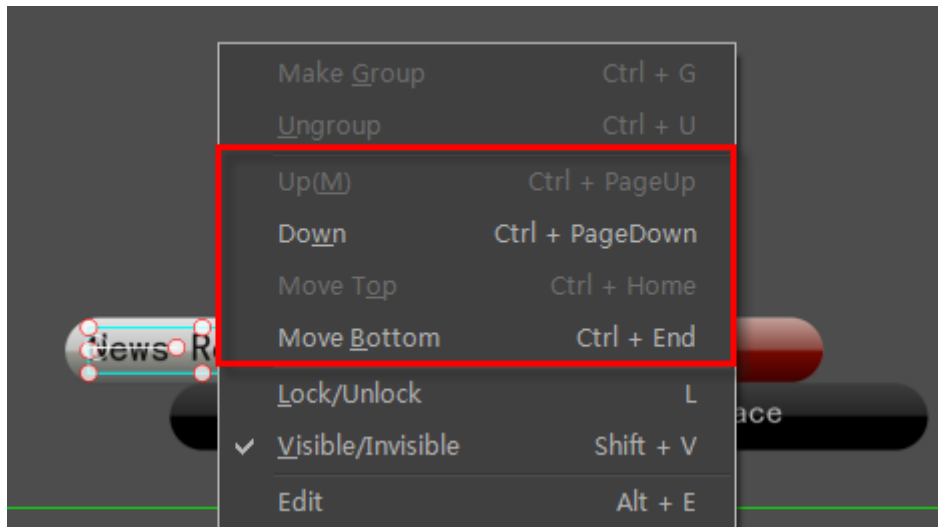 Make Group Ctrl + G
Ungroup Ctrl + U
Up(M) Ctrl + PageUp
Down Ctrl + PageDown
Move Top Ctrl + Home
Move Bottom Ctrl + End
News
Lock/Unlock L
ace
Visible/Invisible Shift + V
Edit Alt + E